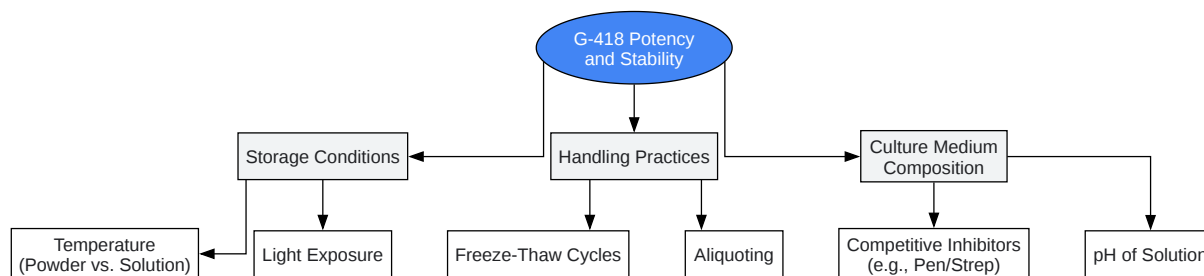 G-418 Potency
and Stability
Storage Conditions
Handling Practices
Culture Medium
Composition
Temperature
(Powder vs. Solution)
Light Exposure
Freeze-Thaw Cycles
Aliquoting
Competitive Inhibitors
(e.g., Pen/Strep)
pH of Solution